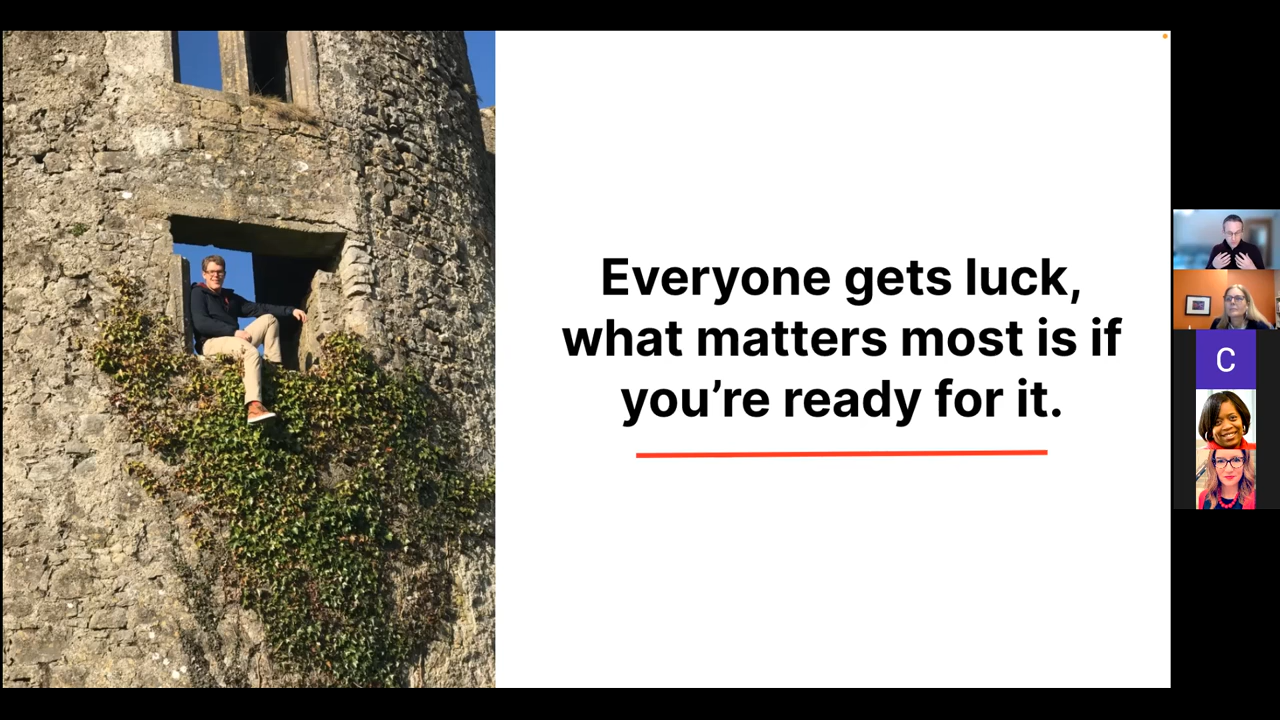 Everyone gets luck,
what matters most is if
you’re ready for it.
C